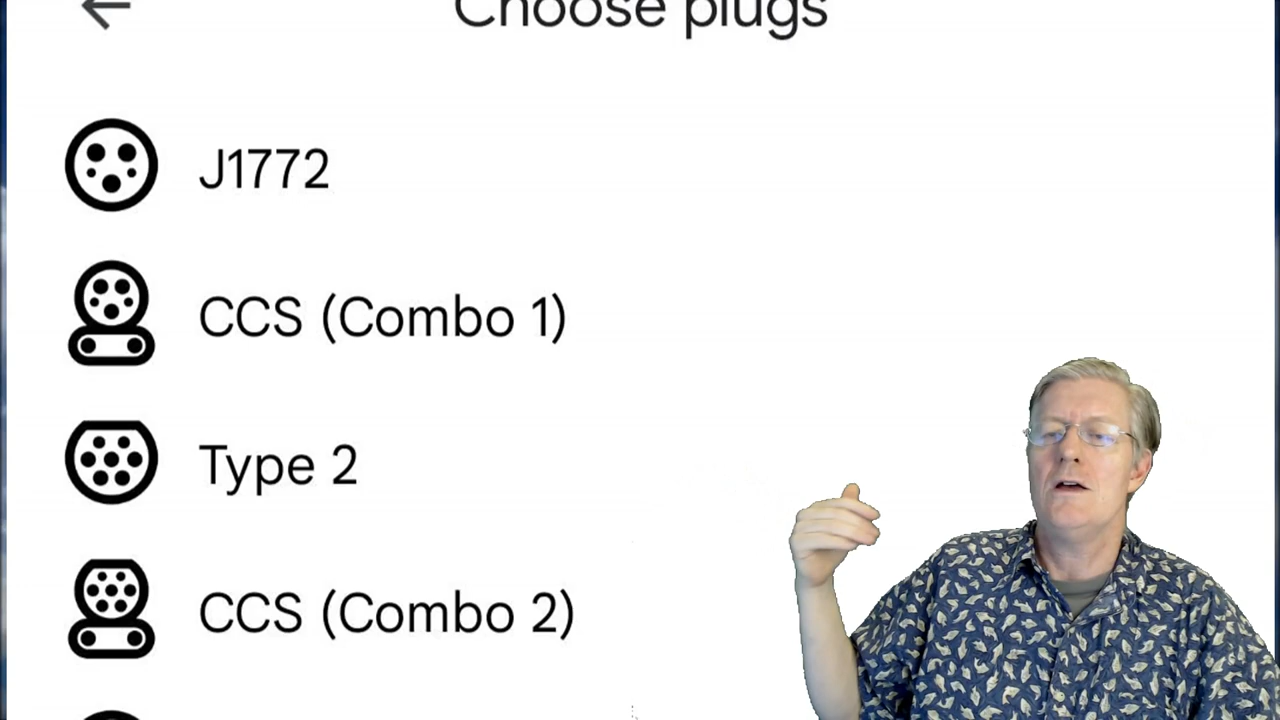 Choose plugs
J1772
CCS (Combo 1)
Type 2
CCS (Combo 2)